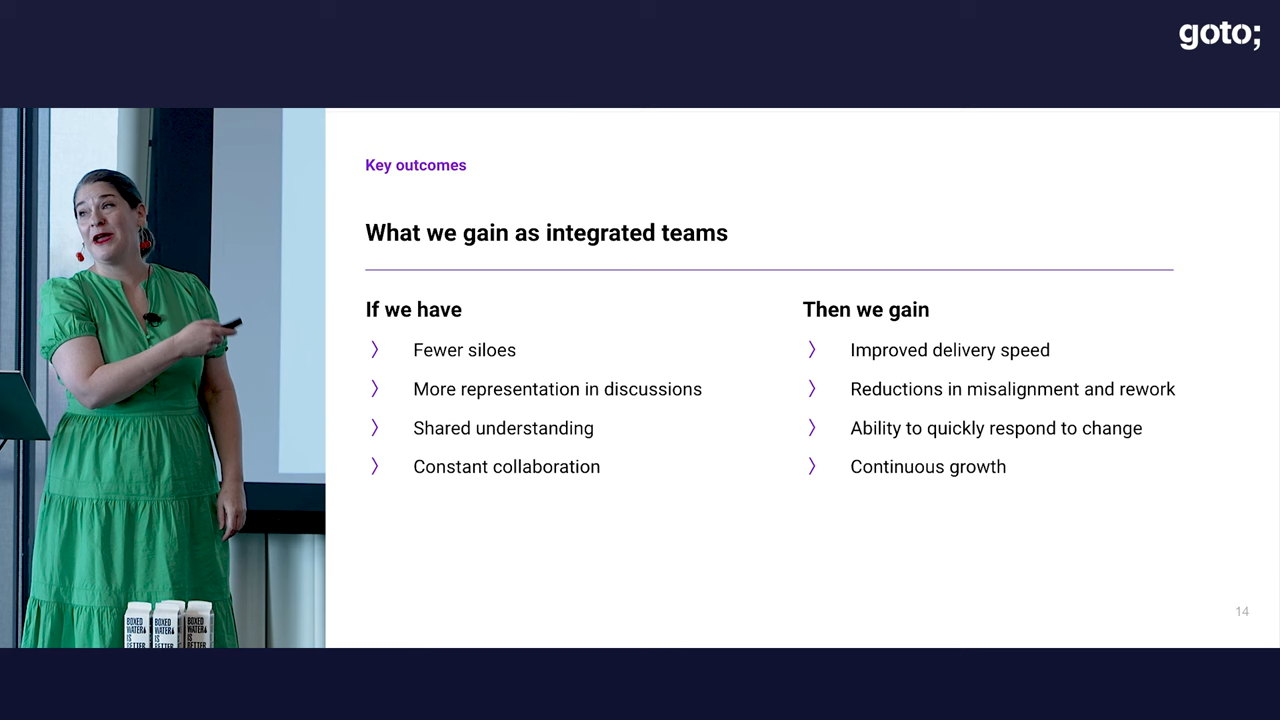 goto;
Key outcomes
What we gain as integrated teams
If we have
Fewer siloes
More representation in discussions
Shared understanding
Constant collaboration
Then we gain
Improved delivery speed
Reductions in misalignment and rework
Ability to quickly respond to change
Continuous growth
14
BOXED
WATER
IS
BETTER
BOXED
WATER
IS
BETTER
BOXED
WATER
IS
BETTER